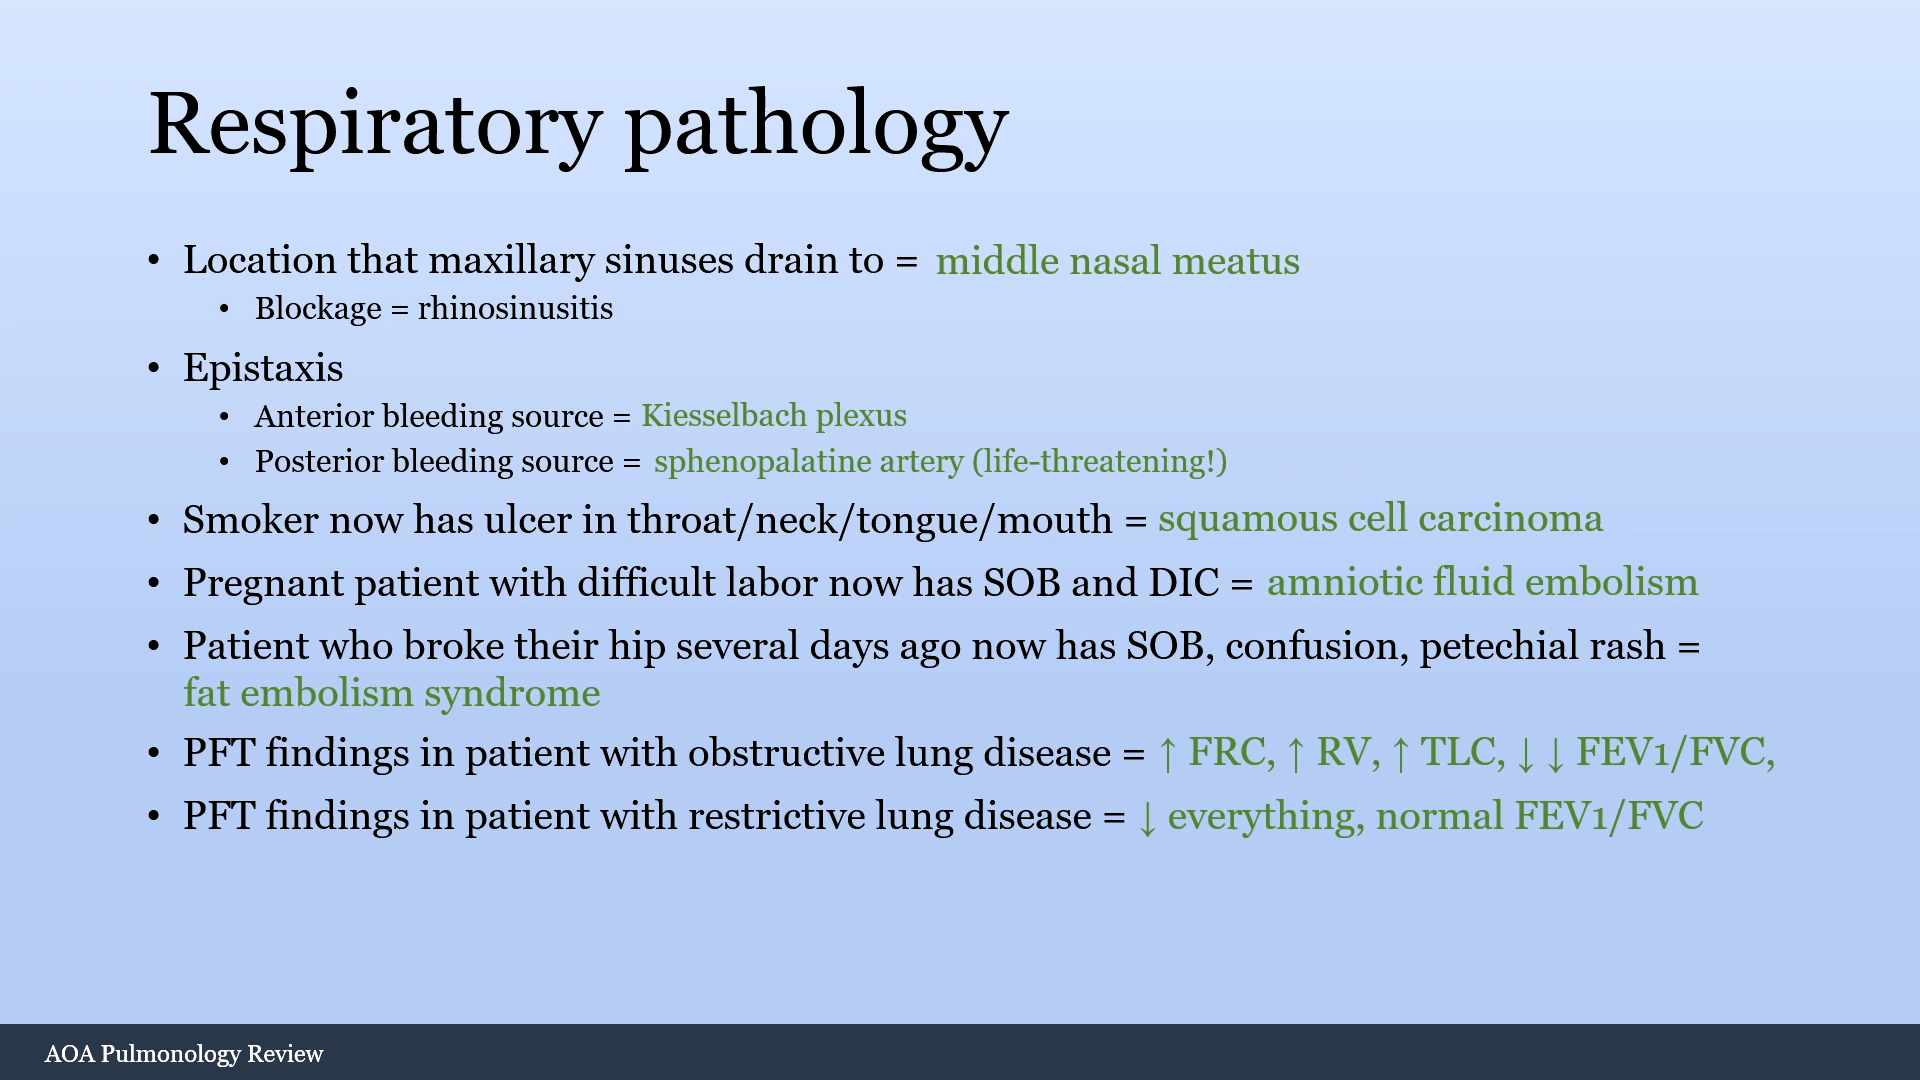 Respiratory pathology
• Location that maxillary sinuses drain to = middle nasal meatus
• Blockage = rhinosinusitis
• Epistaxis
• Anterior bleeding source = Kiesselbach plexus
• Posterior bleeding source = sphenopalatine artery (life-threatening!)
• Smoker now has ulcer in throat/neck/tongue/mouth = squamous cell carcinoma
• Pregnant patient with difficult labor now has SOB and DIC = amniotic fluid embolism
• Patient who broke their hip several days ago now has SOB, confusion, petechial rash =
fat embolism syndrome
• PFT findings in patient with obstructive lung disease = ↑ FRC, ↑ RV, ↑ TLC, ↓ ↓ FEV1/FVC,
• PFT findings in patient with restrictive lung disease = ↓ everything, normal FEV1/FVC
AOA Pulmonology Review